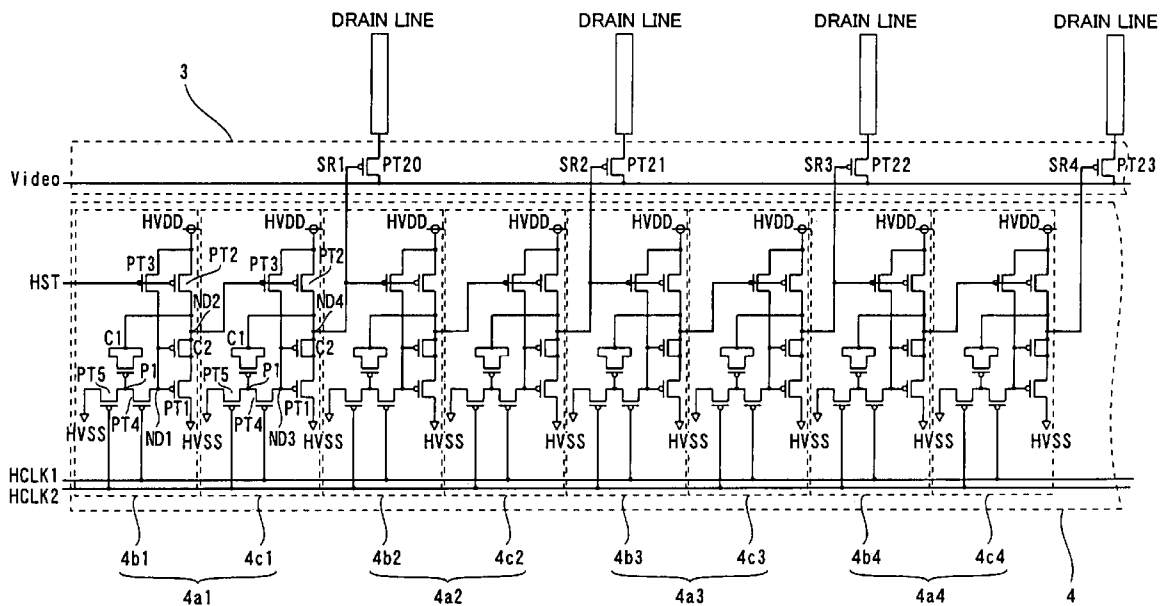 DRAIN LINE DRAIN LINE DRAIN LINE DRAIN LINE
3
SR1 PT20 SR2 PT21 SR3 PT22 SR4 PT23
Video
HVDD HVDD HVDD HVDD HVDD HVDD HVDD HVDD
PT3 PT2 PT3 PT2
HST
ND2 ND4
C1 C2 C1 C2
PT5 P1 PT5 P1
PT4 PT1 PT4 PT1
ND1 ND3
HVSS HVSS HVSS HVSS HVSS HVSS HVSS HVSS HVSS
HCLK1
HCLK2
4b1 4c1 4b2 4c2 4b3 4c3 4b4 4c4 4
4a1 4a2 4a3 4a4